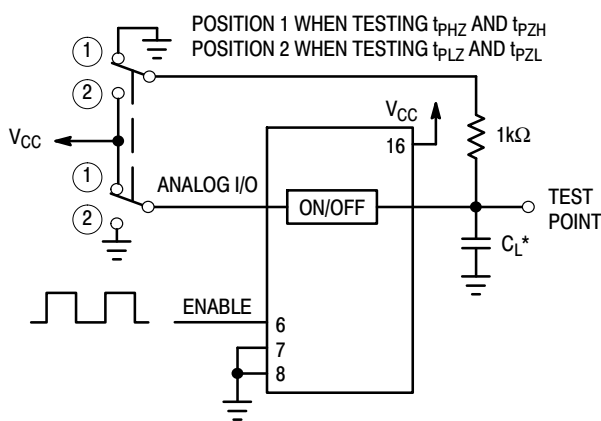 POSITION 1 WHEN TESTING tPHZ AND tPZH
POSITION 2 WHEN TESTING tPLZ AND tPZL
1
2
VCC
1
2
ANALOG I/O
ON/OFF
VCC
16
1kΩ
TEST
POINT
CL*
ENABLE
6
7
8